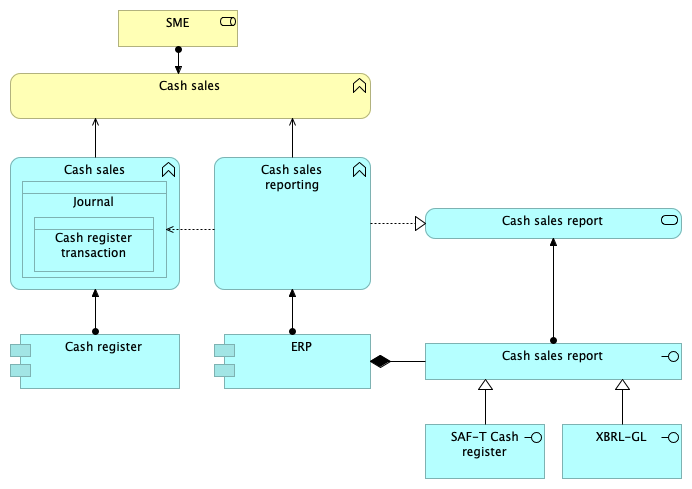 SME
Cash sales
Cash sales
Journal
Cash register
transaction
Cash sales
reporting
Cash sales report
Cash register
ERP
Cash sales report
SAF-T Cash
register
XBRL-GL